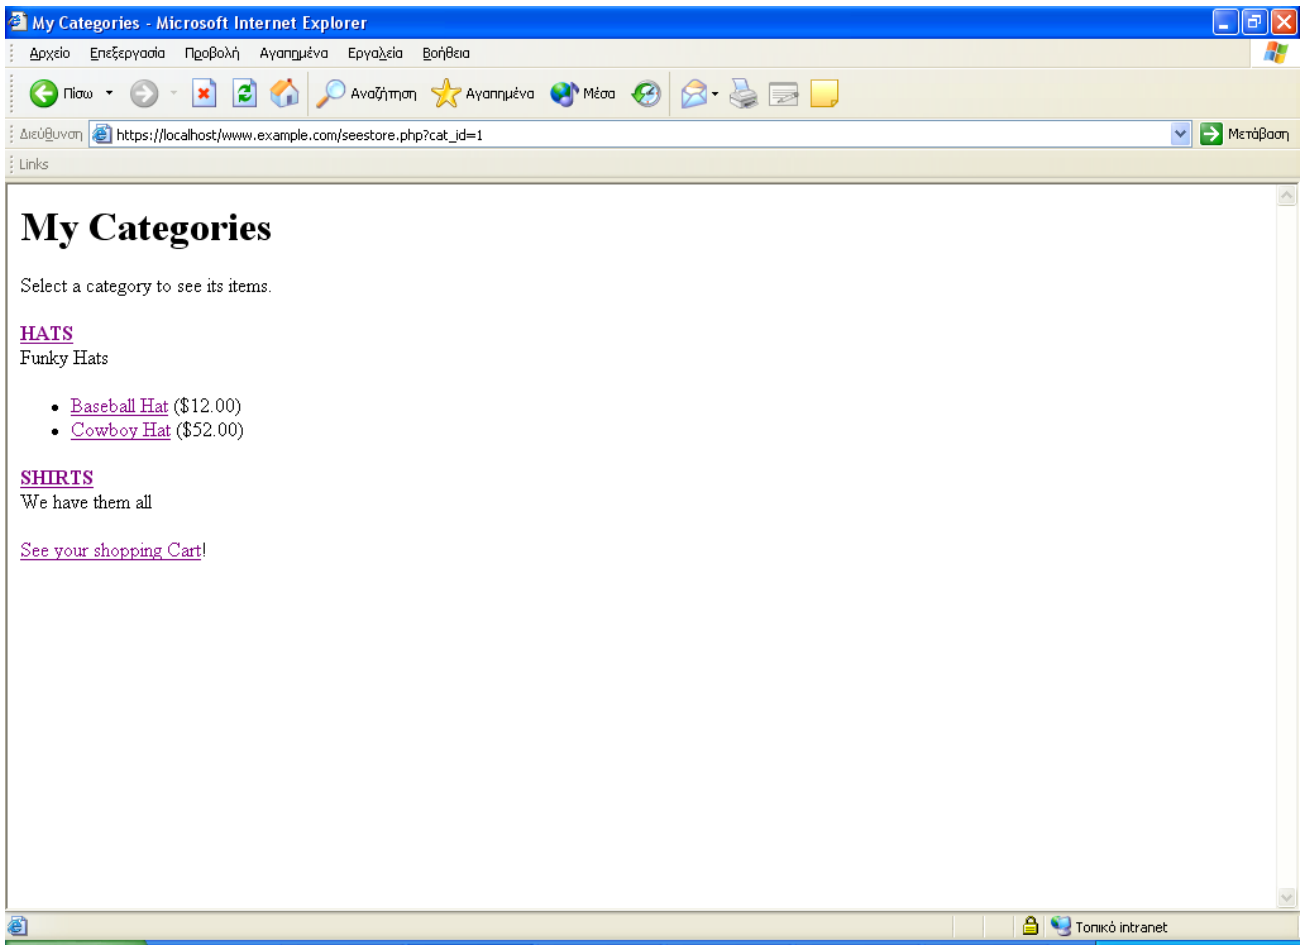 My Categories - Microsoft Internet Explorer
Αρχείο Επεξεργασία Προβολή Αγαπημένα Εργαλεία Βοήθεια
Πίσω Αναζήτηση Αγαπημένα Μέσα
Διεύθυνση https://localhost/www.example.com/seestore.php?cat_id=1 Μετάβαση
Links
My Categories
Select a category to see its items.
HATS
Funky Hats
• Baseball Hat ($12.00)
• Cowboy Hat ($52.00)
SHIRTS
We have them all
See your shopping Cart!
Τοπικό intranet